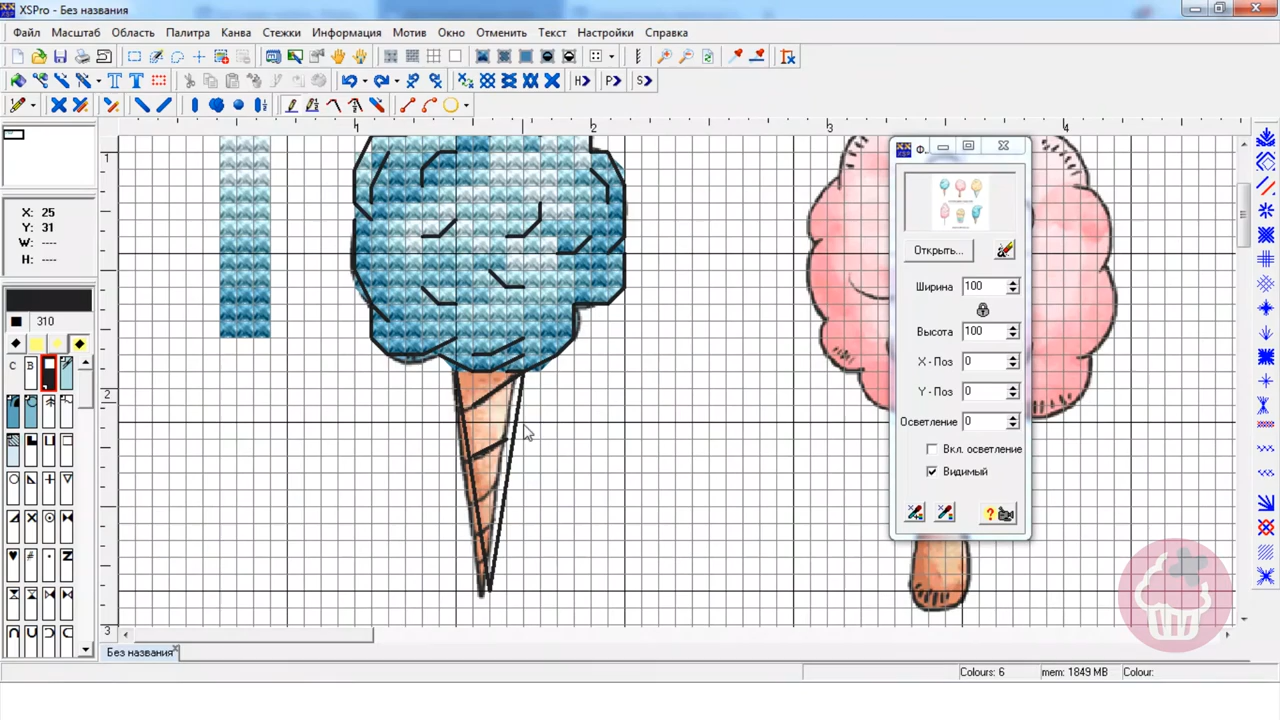 XSPro - Без названия
Файл Масштаб Область Палитра Канва Стежки Информация Мотив Окно Отменить Текст Настройки Справка
H> P> S>
1 2 3 4
1
2
3
X: 25
Y: 31
W: ----
H: ----
310
C B
Ф..
Открыть...
Ширина 100
Высота 100
X - Поз 0
Y - Поз 0
Осветление 0
Вкл. осветление
Видимый
Без названия
Colours: 6 mem: 1849 MB Colour: